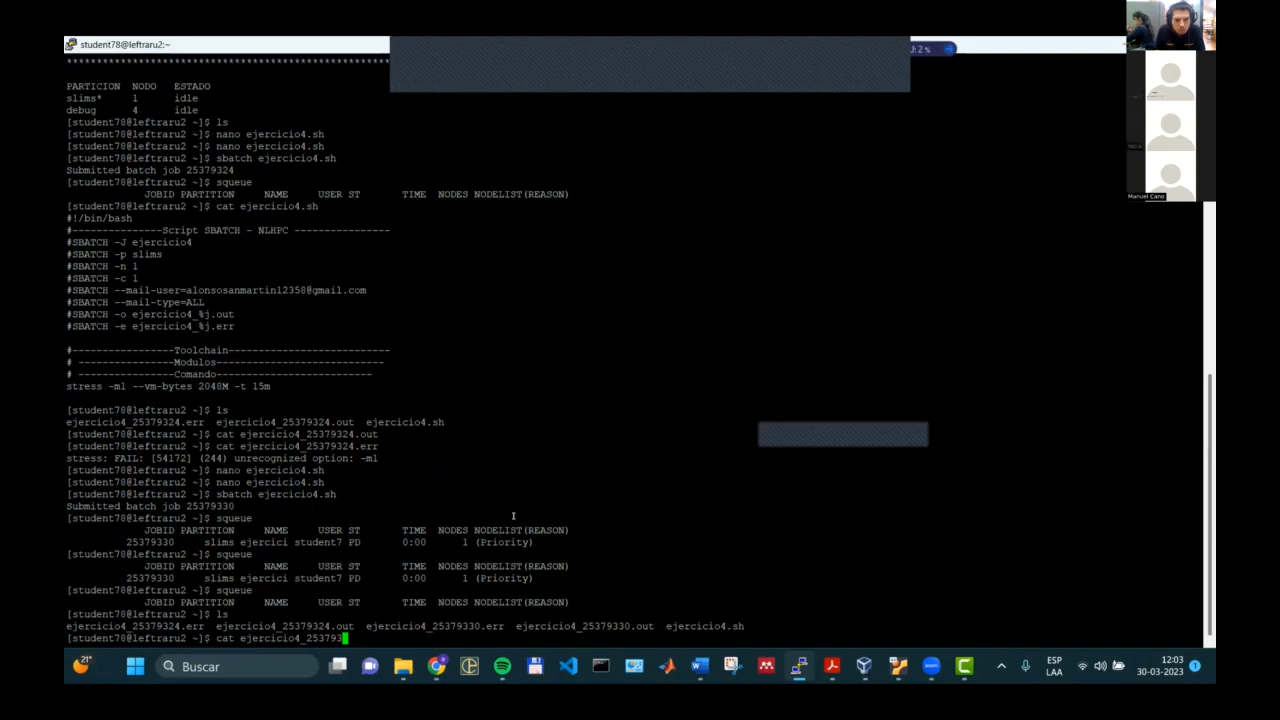 student78@leftraru2:~
J:2%
************************************************************
PARTICION NODO ESTADO
slims* 1 idle
debug 4 idle
[student78@leftraru2 ~]$ ls
[student78@leftraru2 ~]$ nano ejercicio4.sh
[student78@leftraru2 ~]$ nano ejercicio4.sh
[student78@leftraru2 ~]$ sbatch ejercicio4.sh
Submitted batch job 25379324
[student78@leftraru2 ~]$ squeue
JOBID PARTITION NAME USER ST TIME NODES NODELIST(REASON)
[student78@leftraru2 ~]$ cat ejercicio4.sh
#!/bin/bash
#---------------Script SBATCH - NLHPC ----------------
#SBATCH -J ejercicio4
#SBATCH -p slims
#SBATCH -n 1
#SBATCH -c 1
#SBATCH --mail-user=alonsosanmartin12358@gmail.com
#SBATCH --mail-type=ALL
#SBATCH -o ejercicio4_%j.out
#SBATCH -e ejercicio4_%j.err
#-----------------Toolchain---------------------------
# ----------------Modulos----------------------------
# ----------------Comando--------------------------
stress -ml --vm-bytes 2048M -t 15m
[student78@leftraru2 ~]$ ls
ejercicio4_25379324.err ejercicio4_25379324.out ejercicio4.sh
[student78@leftraru2 ~]$ cat ejercicio4_25379324.out
[student78@leftraru2 ~]$ cat ejercicio4_25379324.err
stress: FAIL: [54172] (244) unrecognized option: -ml
[student78@leftraru2 ~]$ nano ejercicio4.sh
[student78@leftraru2 ~]$ nano ejercicio4.sh
[student78@leftraru2 ~]$ sbatch ejercicio4.sh
Submitted batch job 25379330
[student78@leftraru2 ~]$ squeue
JOBID PARTITION NAME USER ST TIME NODES NODELIST(REASON)
25379330 slims ejercici student7 PD 0:00 1 (Priority)
[student78@leftraru2 ~]$ squeue
JOBID PARTITION NAME USER ST TIME NODES NODELIST(REASON)
25379330 slims ejercici student7 PD 0:00 1 (Priority)
[student78@leftraru2 ~]$ squeue
JOBID PARTITION NAME USER ST TIME NODES NODELIST(REASON)
[student78@leftraru2 ~]$ ls
ejercicio4_25379324.err ejercicio4_25379324.out ejercicio4_25379330.err ejercicio4_25379330.out ejercicio4.sh
[student78@leftraru2 ~]$ cat ejercicio4_253793
Manuel Cano
21°
Buscar
ESP
LAA
12:03
30-03-2023
1